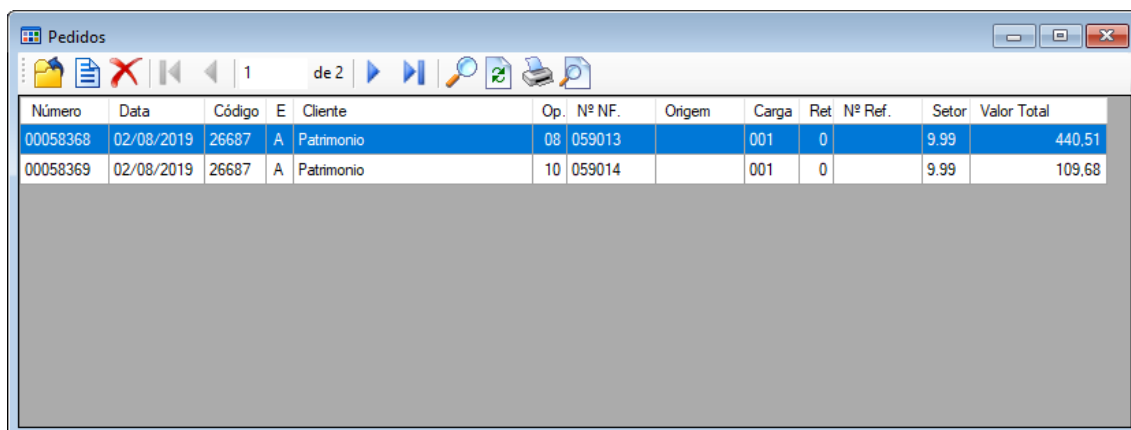 Pedidos
1 de 2
Número Data Código E Cliente Op. Nº NF. Origem Carga Ret Nº Ref. Setor Valor Total
00058368 02/08/2019 26687 A Patrimonio 08 059013 001 0 9.99 440,51
00058369 02/08/2019 26687 A Patrimonio 10 059014 001 0 9.99 109,68